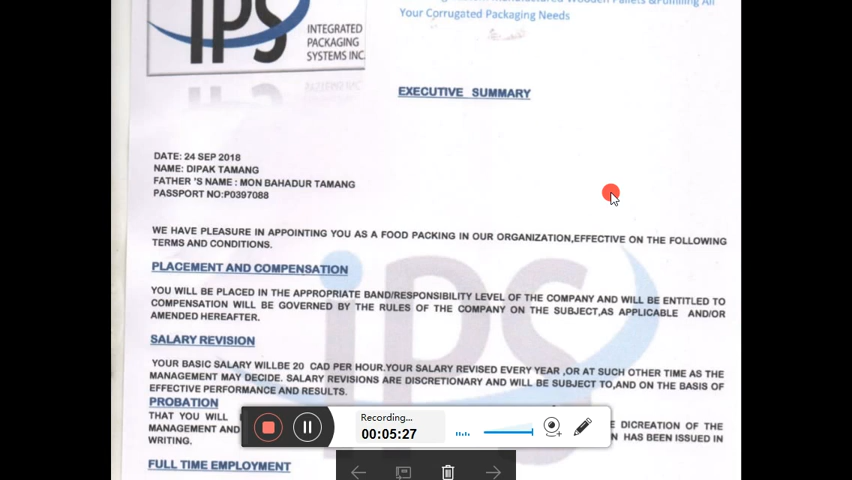 Your Corrugated Packaging Needs
iPS
INTEGRATED
PACKAGING
SYSTEMS INC
EXECUTIVE SUMMARY
DATE: 24 SEP 2018
NAME: DIPAK TAMANG
FATHER 'S NAME : MON BAHADUR TAMANG
PASSPORT NO:P0397088
WE HAVE PLEASURE IN APPOINTING YOU AS A FOOD PACKING IN OUR ORGANIZATION,EFFECTIVE ON THE FOLLOWING
TERMS AND CONDITIONS.
PLACEMENT AND COMPENSATION
YOU WILL BE PLACED IN THE APPROPRIATE BAND/RESPONSIBILITY LEVEL OF THE COMPANY AND WILL BE ENTITLED TO
COMPENSATION WILL BE GOVERNED BY THE RULES OF THE COMPANY ON THE SUBJECT,AS APPLICABLE AND/OR
AMENDED HEREAFTER.
SALARY REVISION
YOUR BASIC SALARY WILLBE 20 CAD PER HOUR.YOUR SALARY REVISED EVERY YEAR ,OR AT SUCH OTHER TIME AS THE
MANAGEMENT MAY DECIDE. SALARY REVISIONS ARE DISCRETIONARY AND WILL BE SUBJECT TO,AND ON THE BASIS OF
EFFECTIVE PERFORMANCE AND RESULTS.
PROBATION
THAT YOU WILL DICREATION OF THE
MANAGEMENT AND HAS BEEN ISSUED IN
WRITING.
FULL TIME EMPLOYMENT
iPS
Recording...
00:05:27